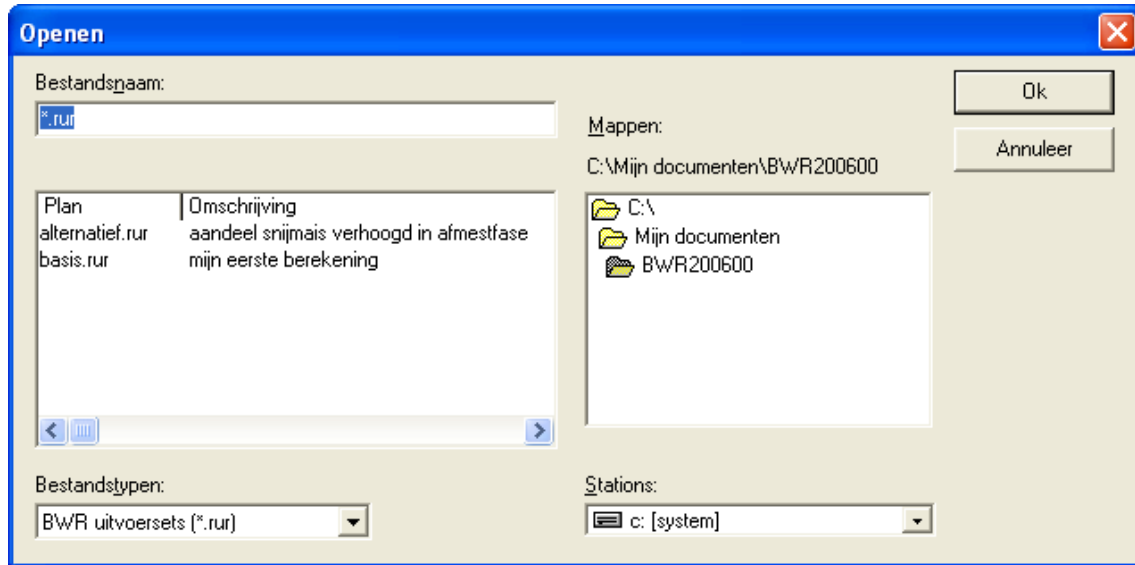 Openen
Bestandsnaam:
*.rur
Ok
Annuleer
Mappen:
C:\Mijn documenten\BWR200600
Plan Omschrijving
alternatief.rur aandeel snijmais verhoogd in afmestfase
basis.rur mijn eerste berekening
C:\
Mijn documenten
BWR200600
Bestandstypen:
BWR uitvoersets (*.rur)
Stations:
c: [system]